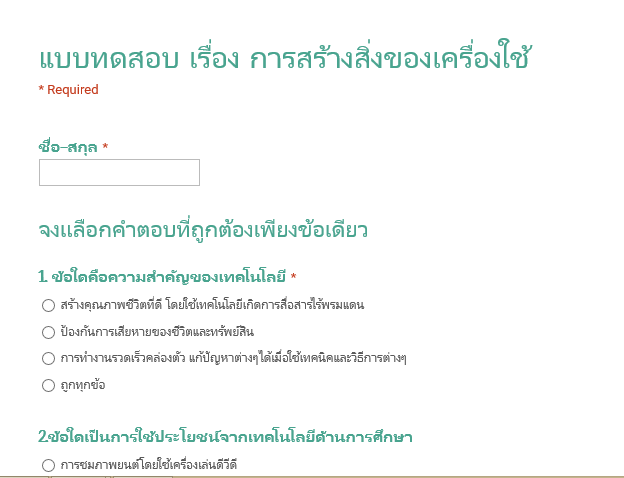 แบบทดสอบ เรื่อง การสร้างสิ่งของเครื่องใช้
* Required
ชื่อ-สกุล *
จงเเลือกคำตอบที่ถูกต้องเพียงข้อเดียว
1. ข้อใดคือความสำคัญของเทคโนโลยี *
สร้างคุณภาพชีวิตที่ดี โดยใช้เทคโนโลยีเกิดการสื่อสารไร้พรมแดน
ป้องกันการเสียหายของชีวิตและทรัพย์สิน
การทำงานรวดเร็วคล่องตัว แก้ปัญหาต่างๆได้เมื่อใช้เทคนิคและวิธีการต่างๆ
ถูกทุกข้อ
2.ข้อใดเป็นการใช้ประโยชน์จากเทคโนโลยีด้านการศึกษา
การชมภาพยนต์โดยใช้เครื่องเล่นดีวีดี